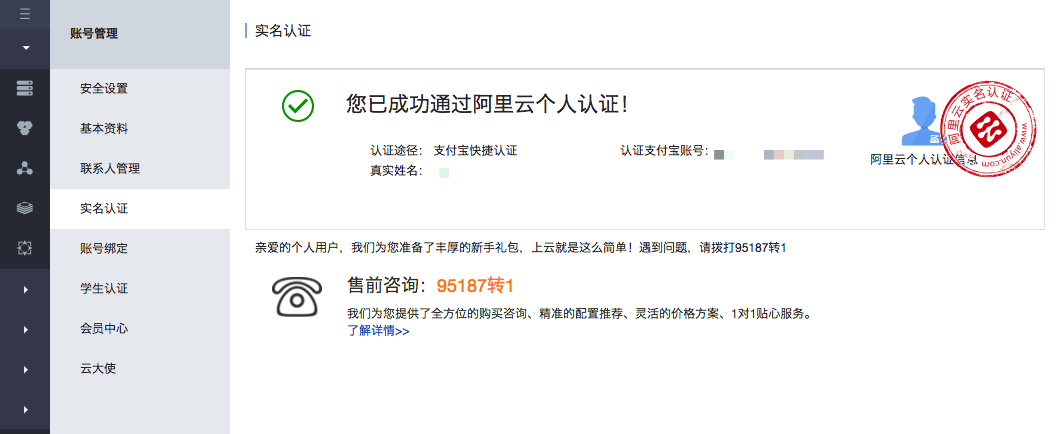 账号管理
安全设置
基本资料
联系人管理
实名认证
账号绑定
学生认证
会员中心
云大使
实名认证
您已成功通过阿里云个人认证！
认证途径： 支付宝快捷认证
认证支付宝账号：
真实姓名：
阿里云个人认证信息
阿里云实名认证
www.aliyun.com
亲爱的个人用户，我们为您准备了丰厚的新手礼包，上云就是这么简单！遇到问题，请拨打95187转1
售前咨询：95187转1
我们为您提供了全方位的购买咨询、精准的配置推荐、灵活的价格方案、1对1贴心服务。
了解详情>>